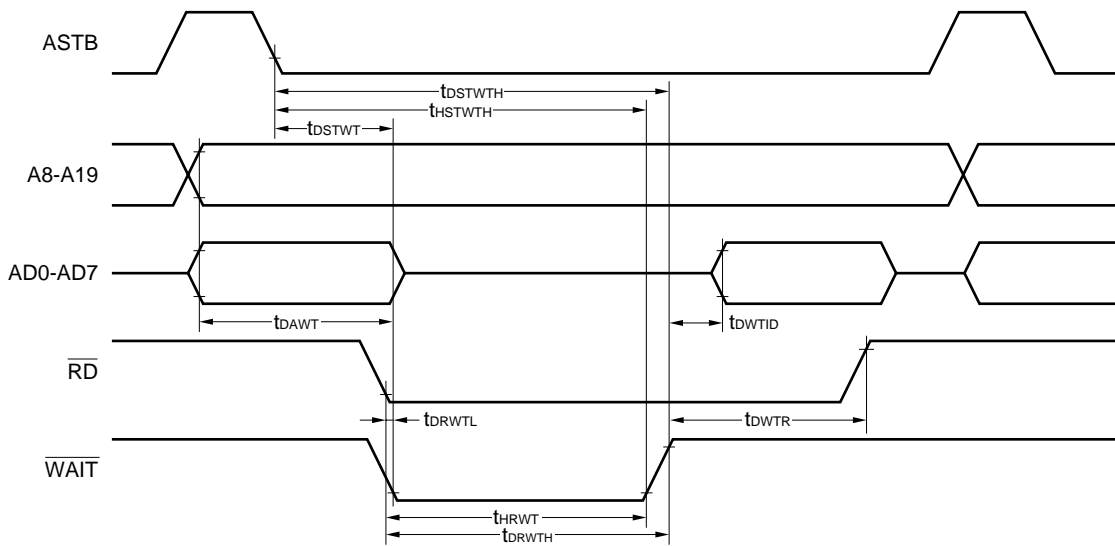 ASTB
tDSTWTH
tHSTWTH
tDSTWT
A8-A19
AD0-AD7
tDAWT
tDWTID
RD
tDRWTL
tDWTR
WAIT
tHRWT
tDRWTH